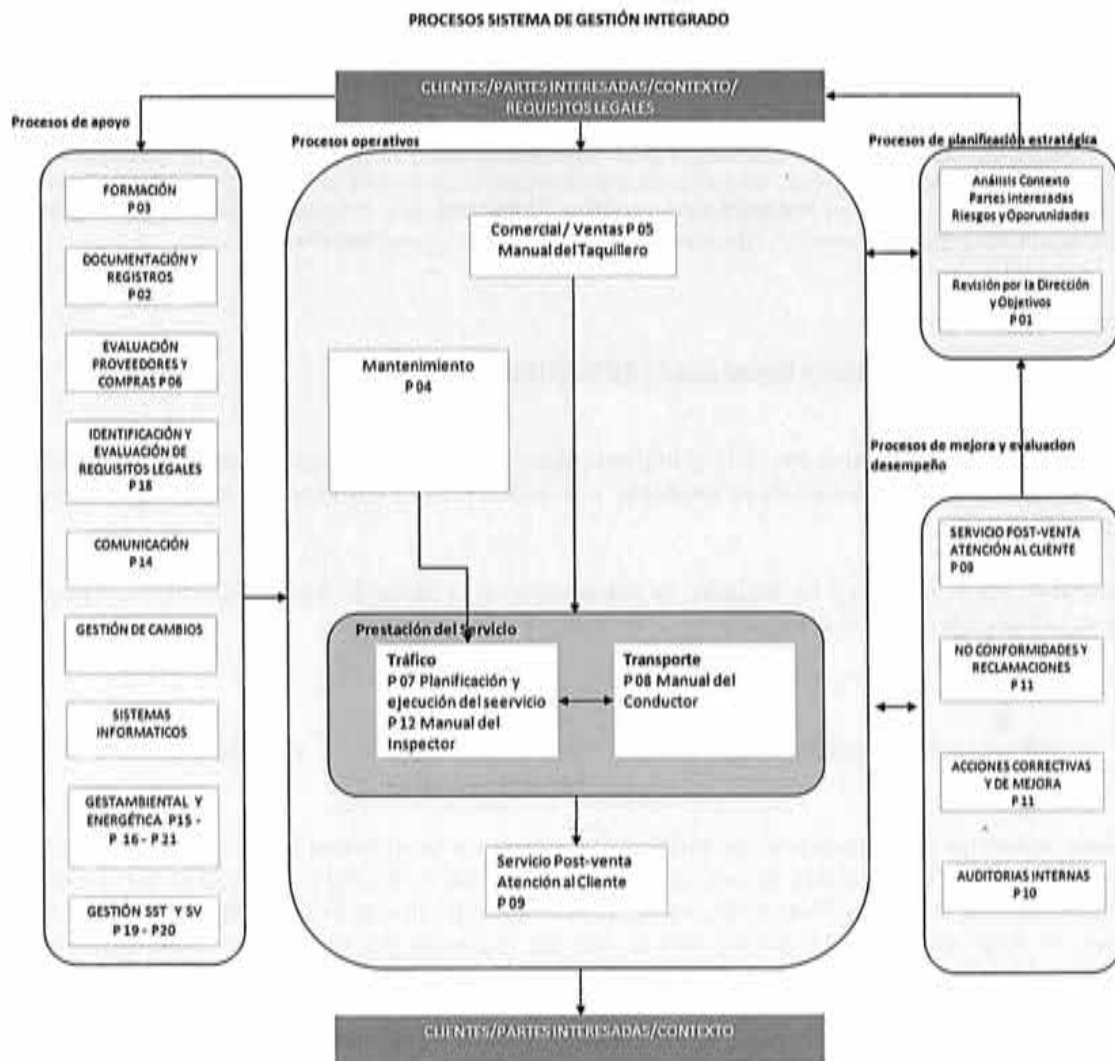 PROCESOS SISTEMA DE GESTIÓN INTEGRADO
CLIENTES/PARTES INTERESADAS/CONTEXTO/
REQUISITOS LEGALES
Procesos de apoyo
FORMACIÓN
P 03
DOCUMENTACIÓN Y
REGISTROS
P 02
EVALUACIÓN
PROVEEDORES Y
COMPRAS P 06
IDENTIFICACIÓN Y
EVALUACIÓN DE
REQUISITOS LEGALES
P 18
COMUNICACIÓN
P 14
GESTIÓN DE CAMBIOS
SISTEMAS
INFORMATICOS
GESTAMBIENTAL Y
ENERGÉTICA P15 -
P 16 - P 21
GESTIÓN SST Y SV
P 19 - P20
Procesos operativos
Comercial / Ventas P 05
Manual del Taquillero
Mantenimiento
P 04
Prestación del Servicio
Tráfico
P 07 Planificación y
ejecución del seervicio
P 12 Manual del
Inspector
Transporte
P 08 Manual del
Conductor
Servicio Post-venta
Atención al Cliente
P 09
Procesos de planificación estratégica
Análisis Contexto
Partes Interesadas
Riesgos y Oportunidades
Revisión por la Dirección
y Objetivos
P 01
Procesos de mejora y evaluacion
desempeño
SERVICIO POST-VENTA
ATENCIÓN AL CLIENTE
P 09
NO CONFORMIDADES Y
RECLAMACIONES
P 11
ACCIONES CORRECTIVAS
Y DE MEJORA
P 11
AUDITORIAS INTERNAS
P 10
CLIENTES/PARTES INTERESADAS/CONTEXTO